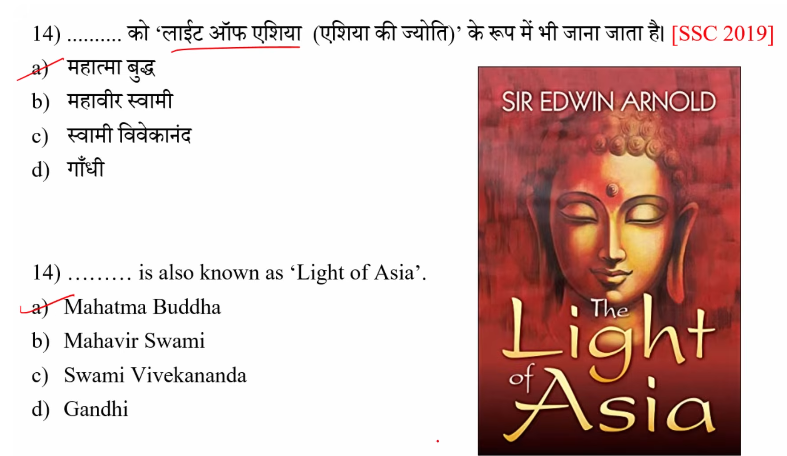 14) .......... को ‘लाईट ऑफ एशिया (एशिया की ज्योति)’ के रूप में भी जाना जाता है। [SSC 2019]
a) महात्मा बुद्ध
b) महावीर स्वामी
c) स्वामी विवेकानंद
d) गाँधी
14) ……… is also known as ‘Light of Asia’.
a) Mahatma Buddha
b) Mahavir Swami
c) Swami Vivekananda
d) Gandhi
SIR EDWIN ARNOLD
The
Light
of
Asia